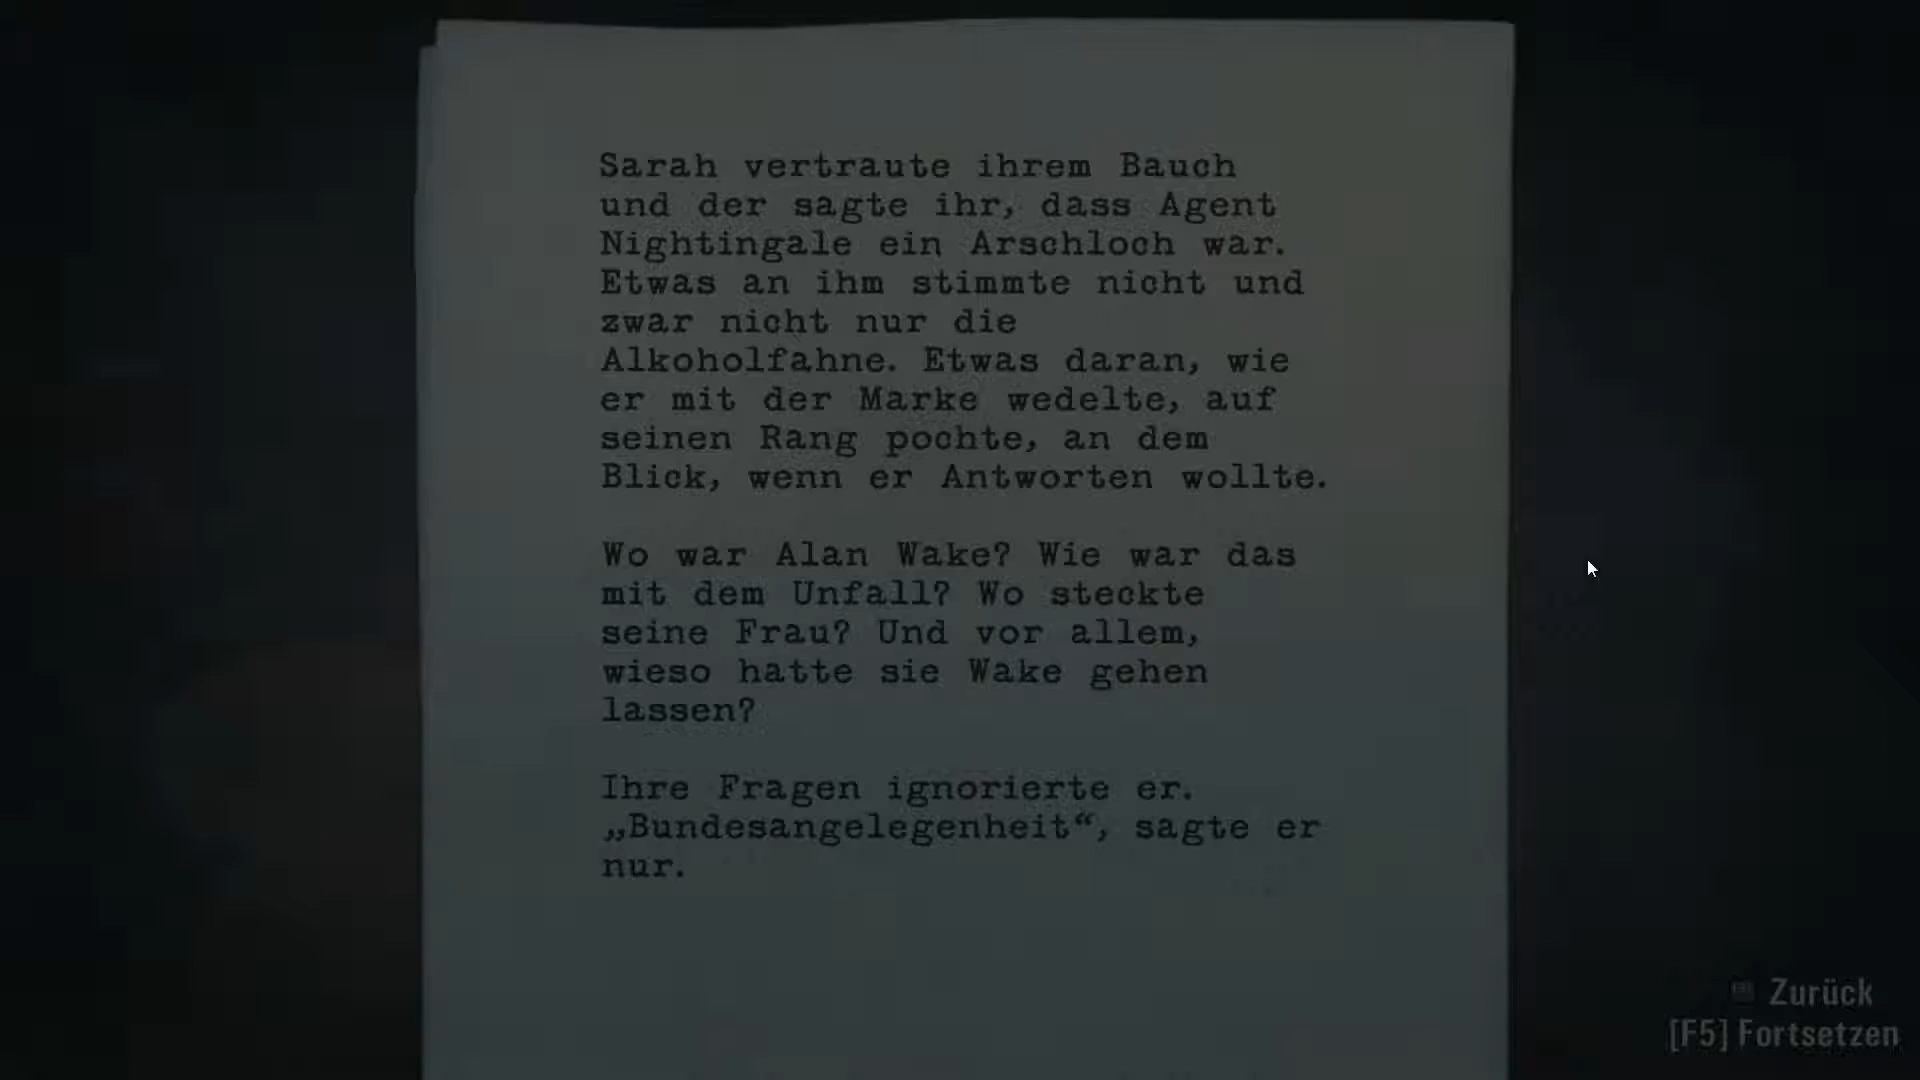 Sarah vertraute ihrem Bauch
und der sagte ihr, dass Agent
Nightingale ein Arschloch war.
Etwas an ihm stimmte nicht und
zwar nicht nur die
Alkoholfahne. Etwas daran, wie
er mit der Marke wedelte, auf
seinen Rang pochte, an dem
Blick, wenn er Antworten wollte.
Wo war Alan Wake? Wie war das
mit dem Unfall? Wo steckte
seine Frau? Und vor allem,
wieso hatte sie Wake gehen
lassen?
Ihre Fragen ignorierte er.
„Bundesangelegenheit“, sagte er
nur.
Zurück
[F5] Fortsetzen